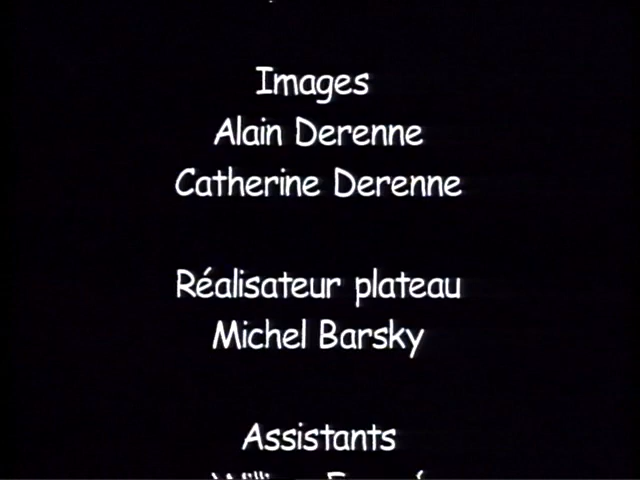 Images
Alain Derenne
Catherine Derenne
Réalisateur plateau
Michel Barsky
Assistants